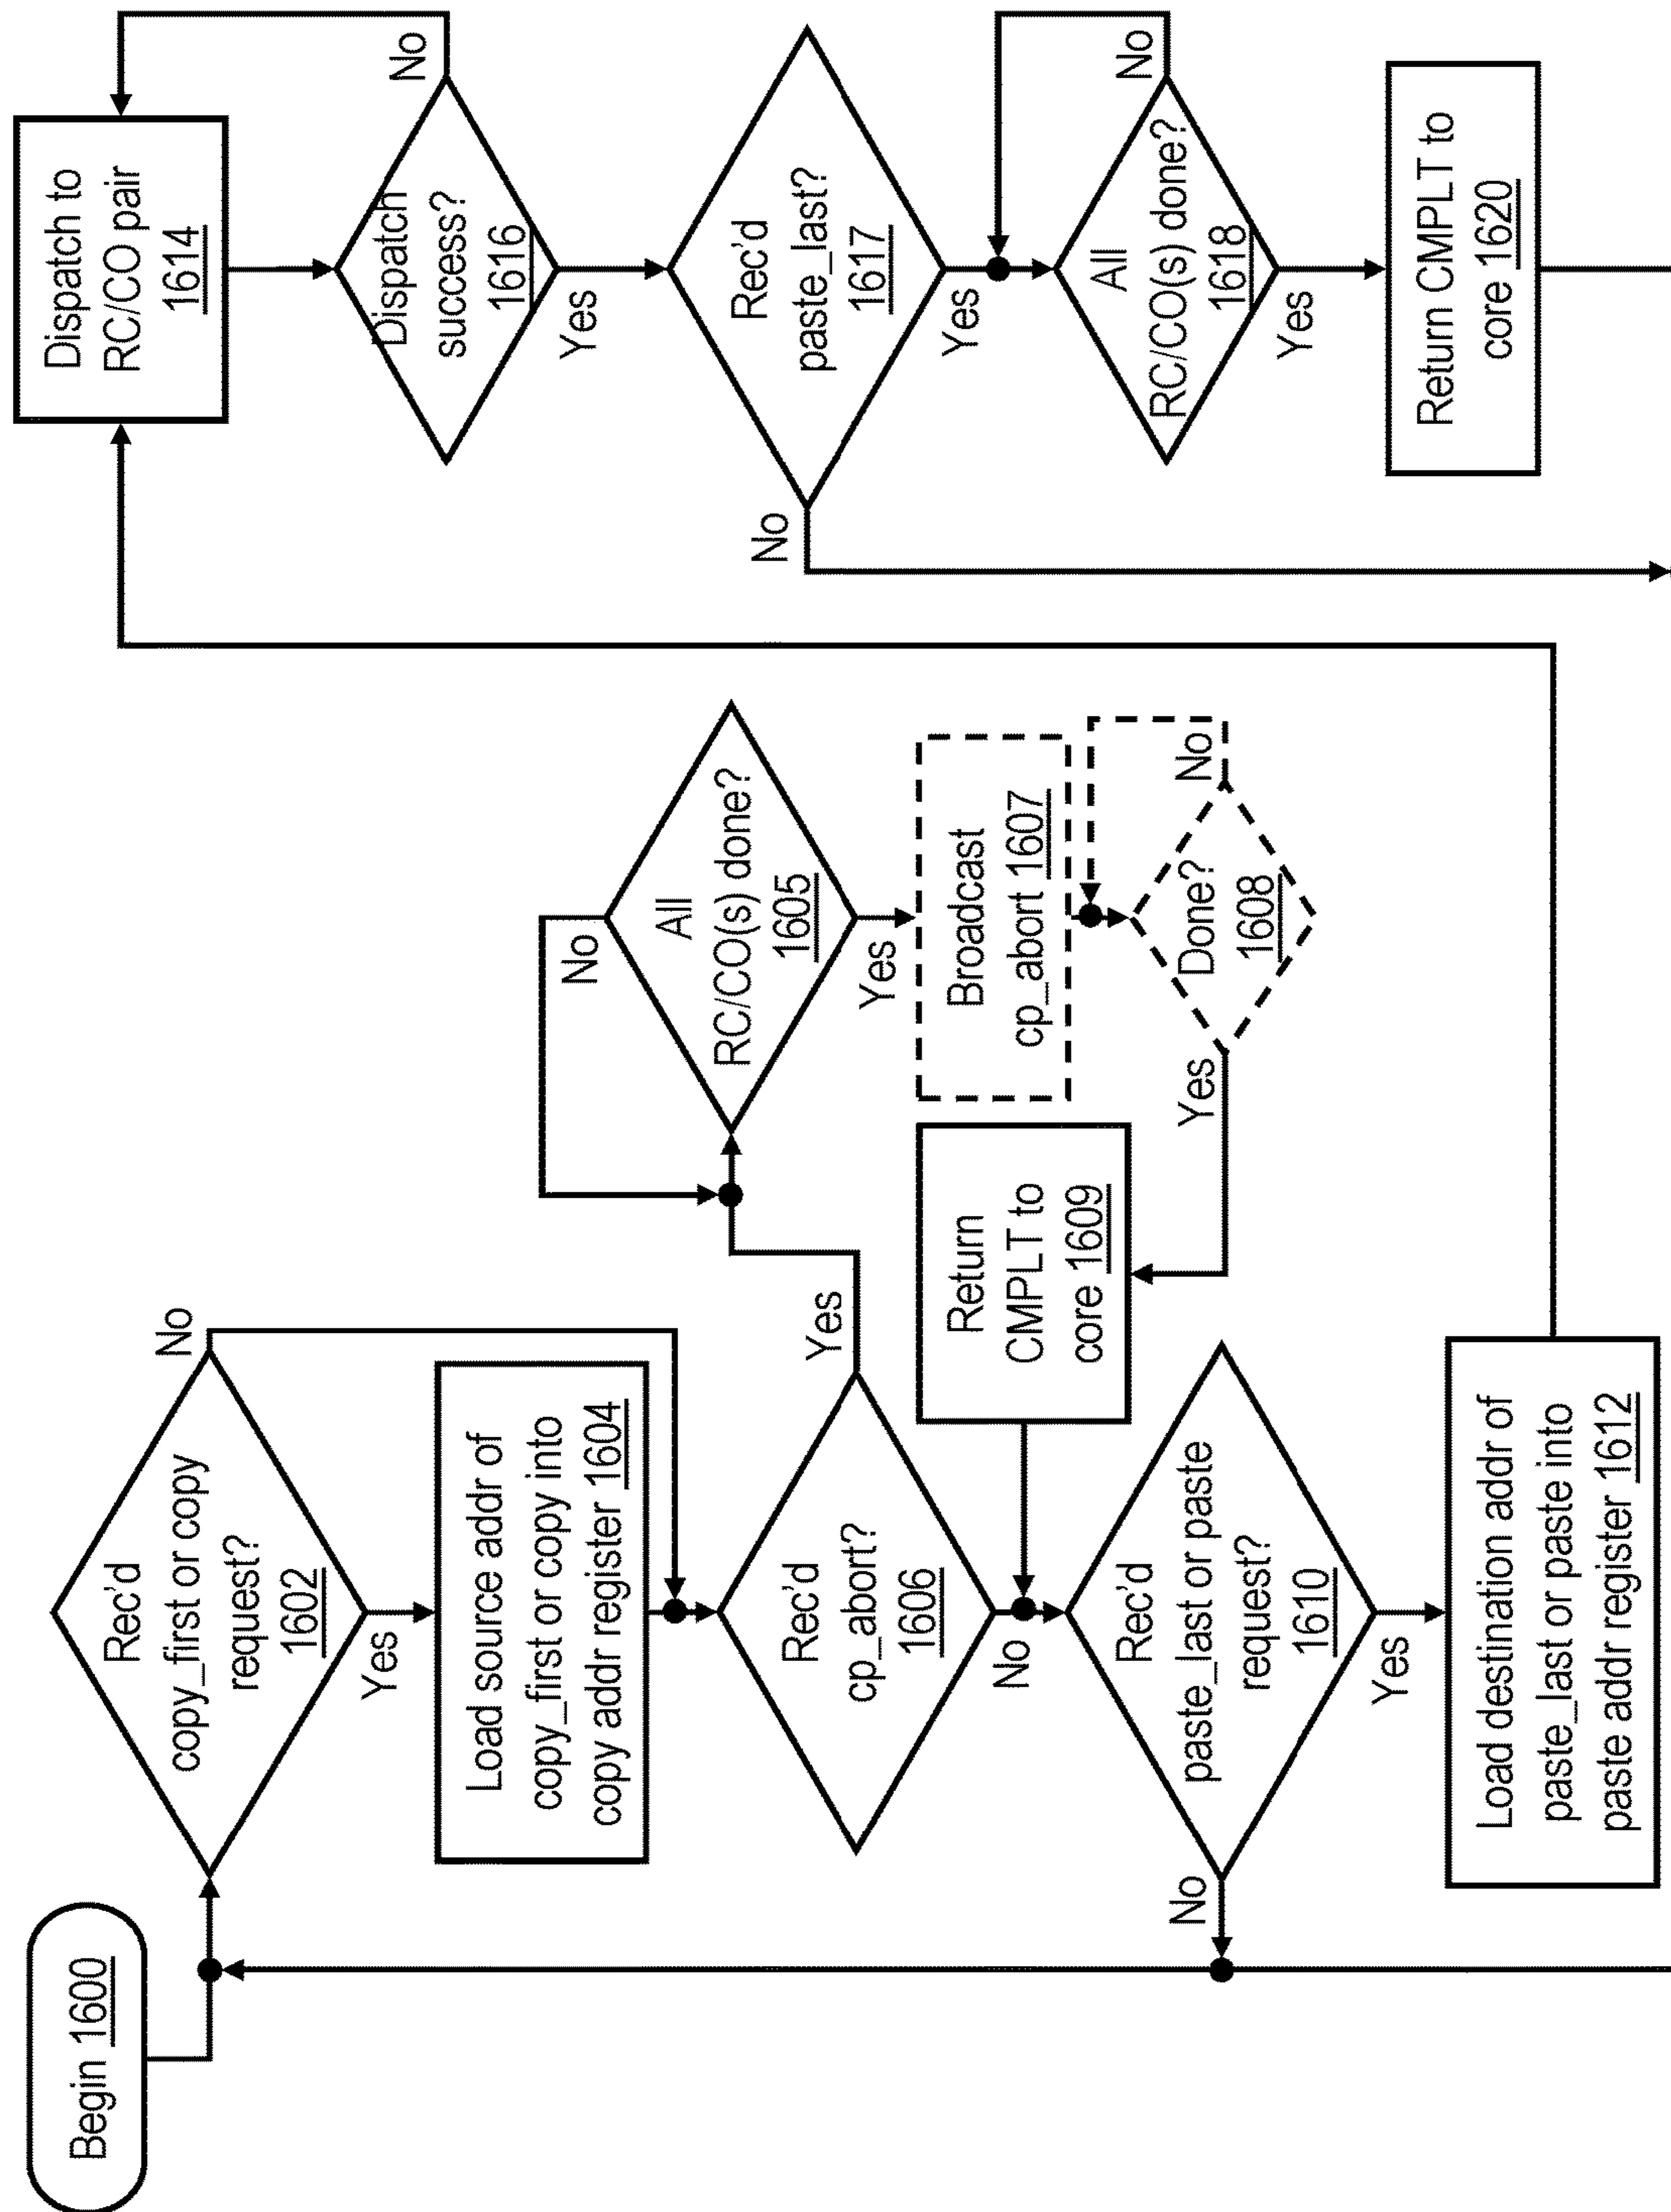 Begin 1600
Rec'd
copy_first or copy
request?
1602
No
Yes
Load source addr of
copy_first or copy into
copy addr register 1604
Rec'd
cp_abort?
1606
Yes
No
All
RC/CO(s) done?
1605
No
Yes
Broadcast
cp_abort 1607
Done?
1608
No
Yes
Return
CMPLT to
core 1609
Rec'd
paste_last or paste
request?
1610
No
Yes
Load destination addr of
paste_last or paste into
paste addr register 1612
Dispatch to
RC/CO pair
1614
Dispatch
success?
1616
No
Yes
Rec'd
paste_last?
1617
No
Yes
All
RC/CO(s) done?
1618
No
Yes
Return CMPLT to
core 1620